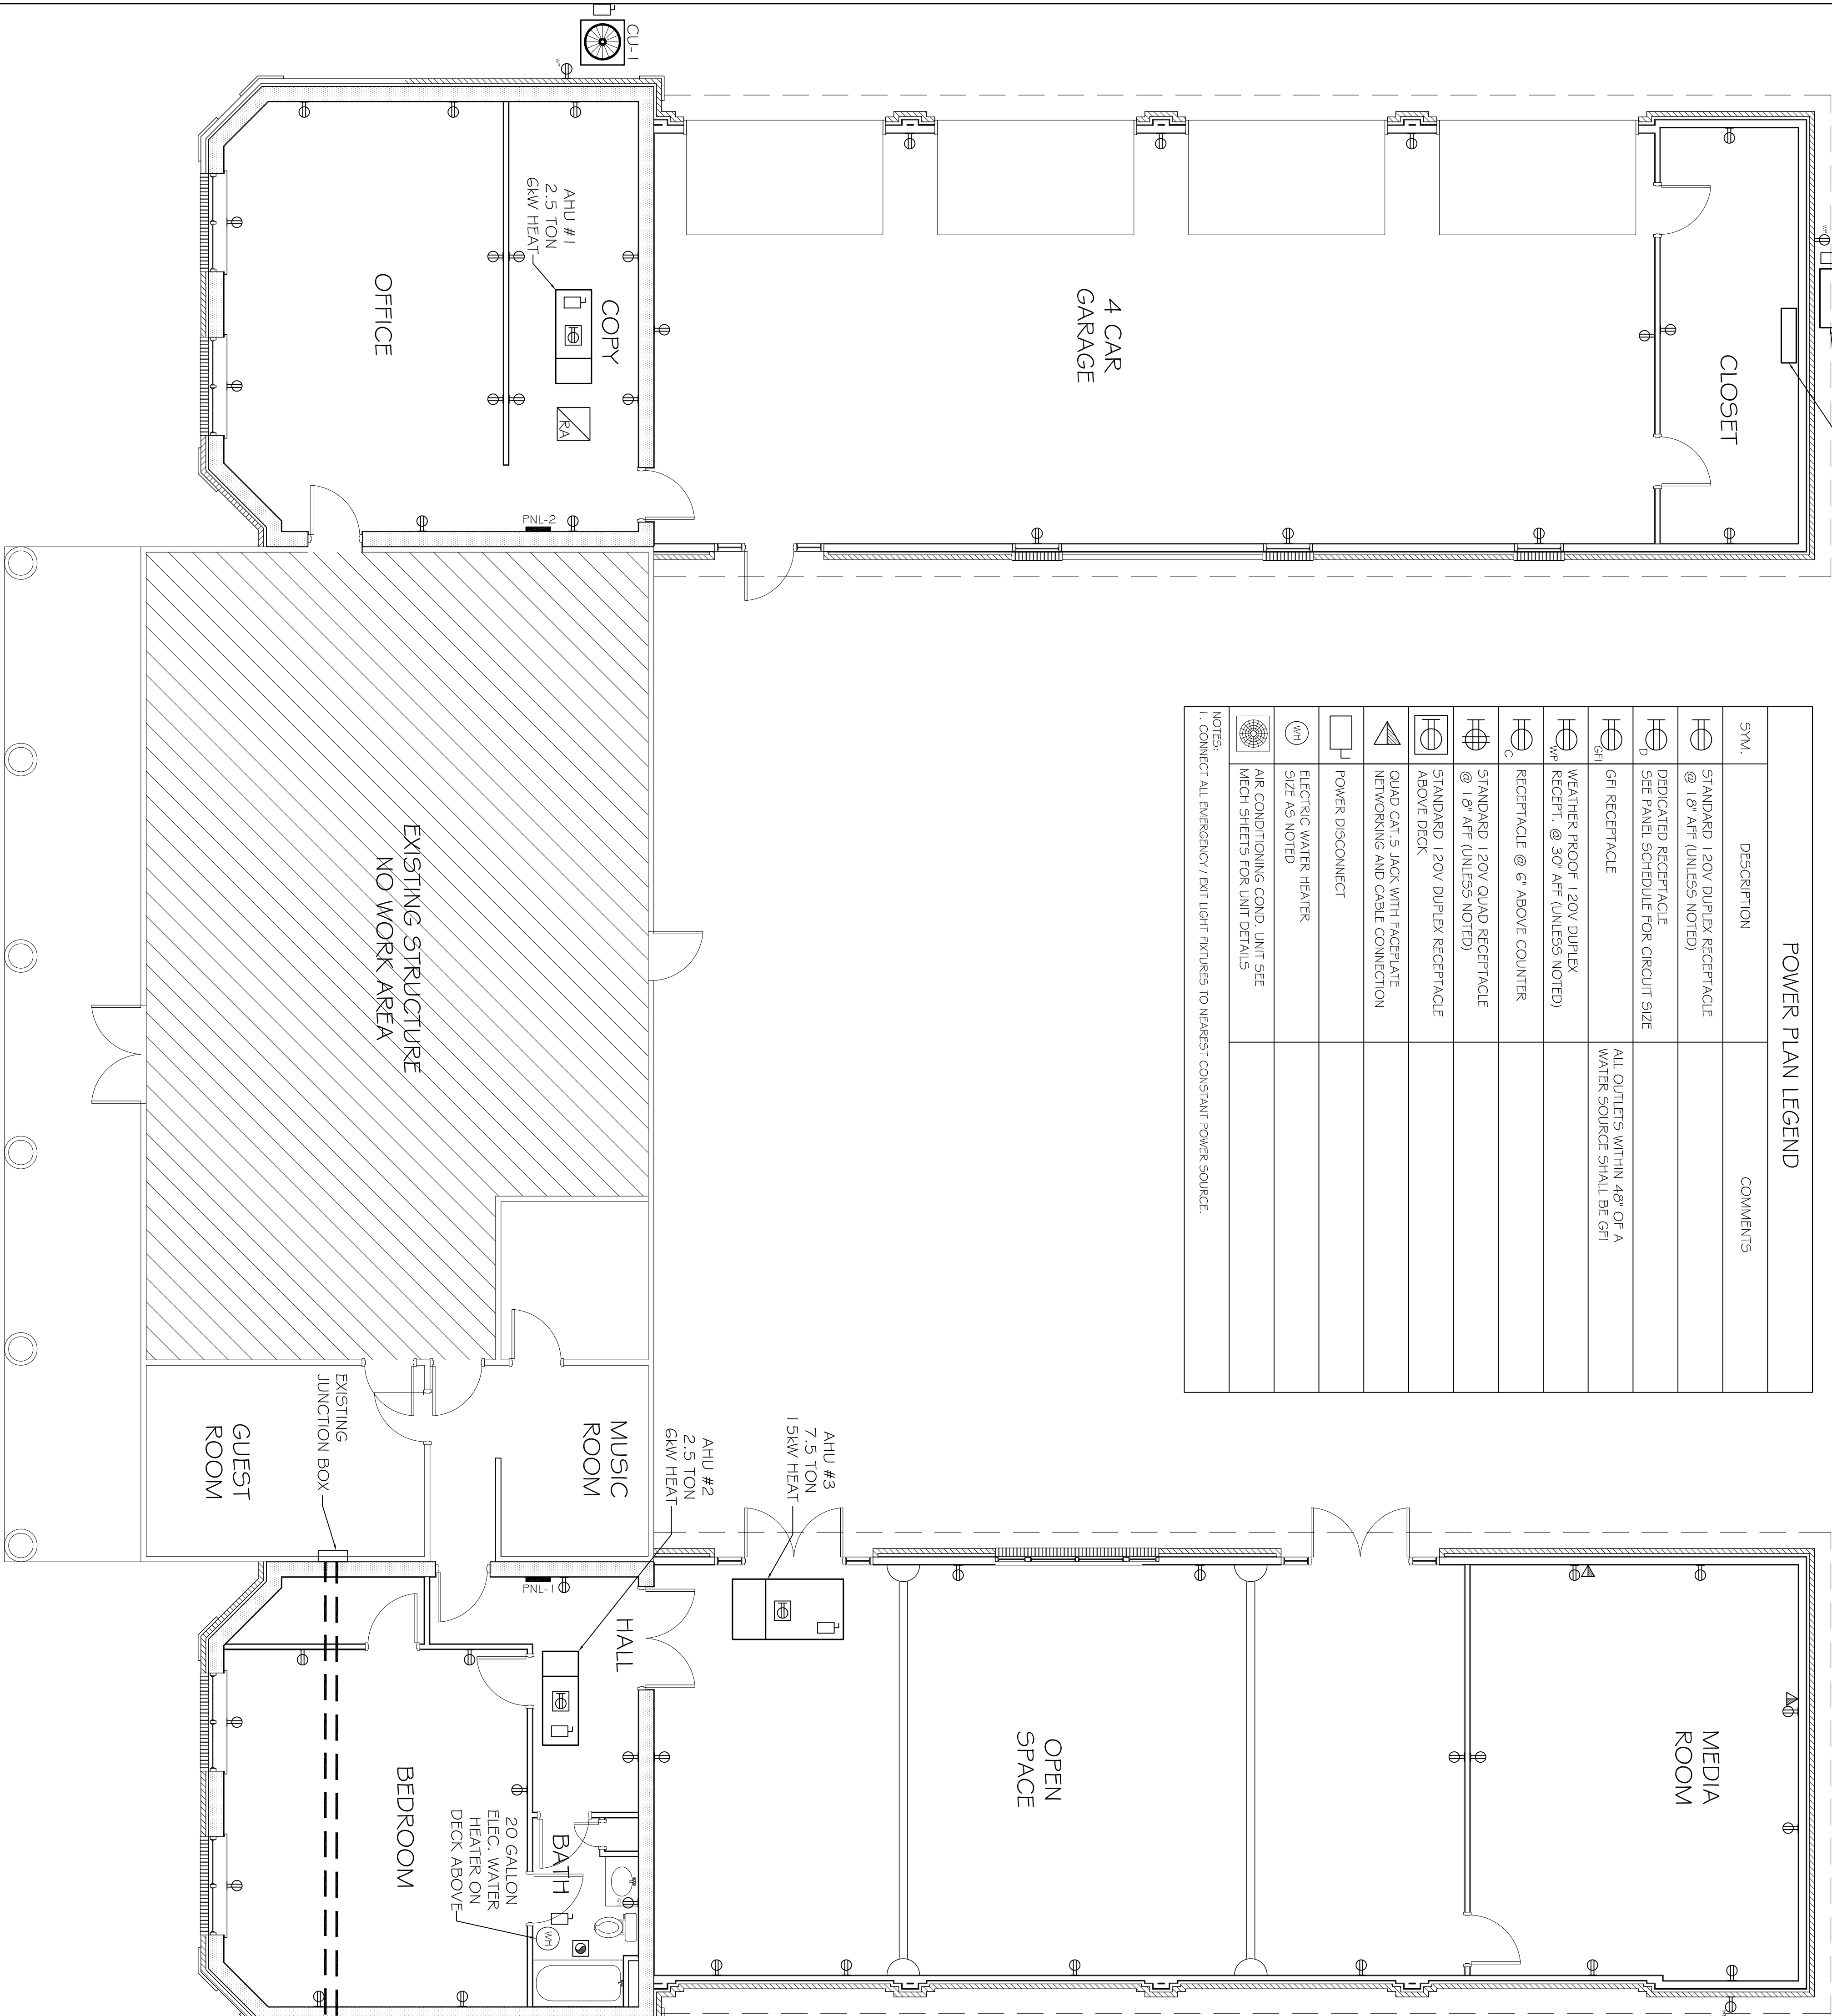 POWER PLAN LEGEND
SYM.
DESCRIPTION
COMMENTS
STANDARD 120V DUPLEX RECEPTACLE
@ 18" AFF (UNLESS NOTED)
D
DEDICATED RECEPTACLE
SEE PANEL SCHEDULE FOR CIRCUIT SIZE
GFI
GFI RECEPTACLE
ALL OUTLETS WITHIN 48" OF A
WATER SOURCE SHALL BE GFI
WP
WEATHER PROOF 120V DUPLEX
RECEPT. @ 30" AFF (UNLESS NOTED)
C
RECEPTACLE @ 6" ABOVE COUNTER
STANDARD 120V QUAD RECEPTACLE
@ 18" AFF (UNLESS NOTED)
STANDARD 120V DUPLEX RECEPTACLE
ABOVE DECK
QUAD CAT.5 JACK WITH FACEPLATE
NETWORKING AND CABLE CONNECTION
POWER DISCONNECT
WH
ELECTRIC WATER HEATER
SIZE AS NOTED
AIR CONDITIONING COND. UNIT SEE
MECH SHEETS FOR UNIT DETAILS
NOTES:
1. CONNECT ALL EMERGENCY / EXIT LIGHT FIXTURES TO NEAREST CONSTANT POWER SOURCE.
WP
CLOSET
4 CAR
GARAGE
CU-1
WP
COPY
AHU #1
2.5 TON
6kW HEAT
RA
PNL-2
OFFICE
EXISTING STRUCTURE
NO WORK AREA
MUSIC
ROOM
GUEST
ROOM
EXISTING
JUNCTION BOX
AHU #3
7.5 TON
15kW HEAT
AHU #2
2.5 TON
6kW HEAT
PNL-1
HALL
MEDIA
ROOM
OPEN
SPACE
BATH
GFI
WH
20 GALLON
ELEC. WATER
HEATER ON
DECK ABOVE
BEDROOM
WP